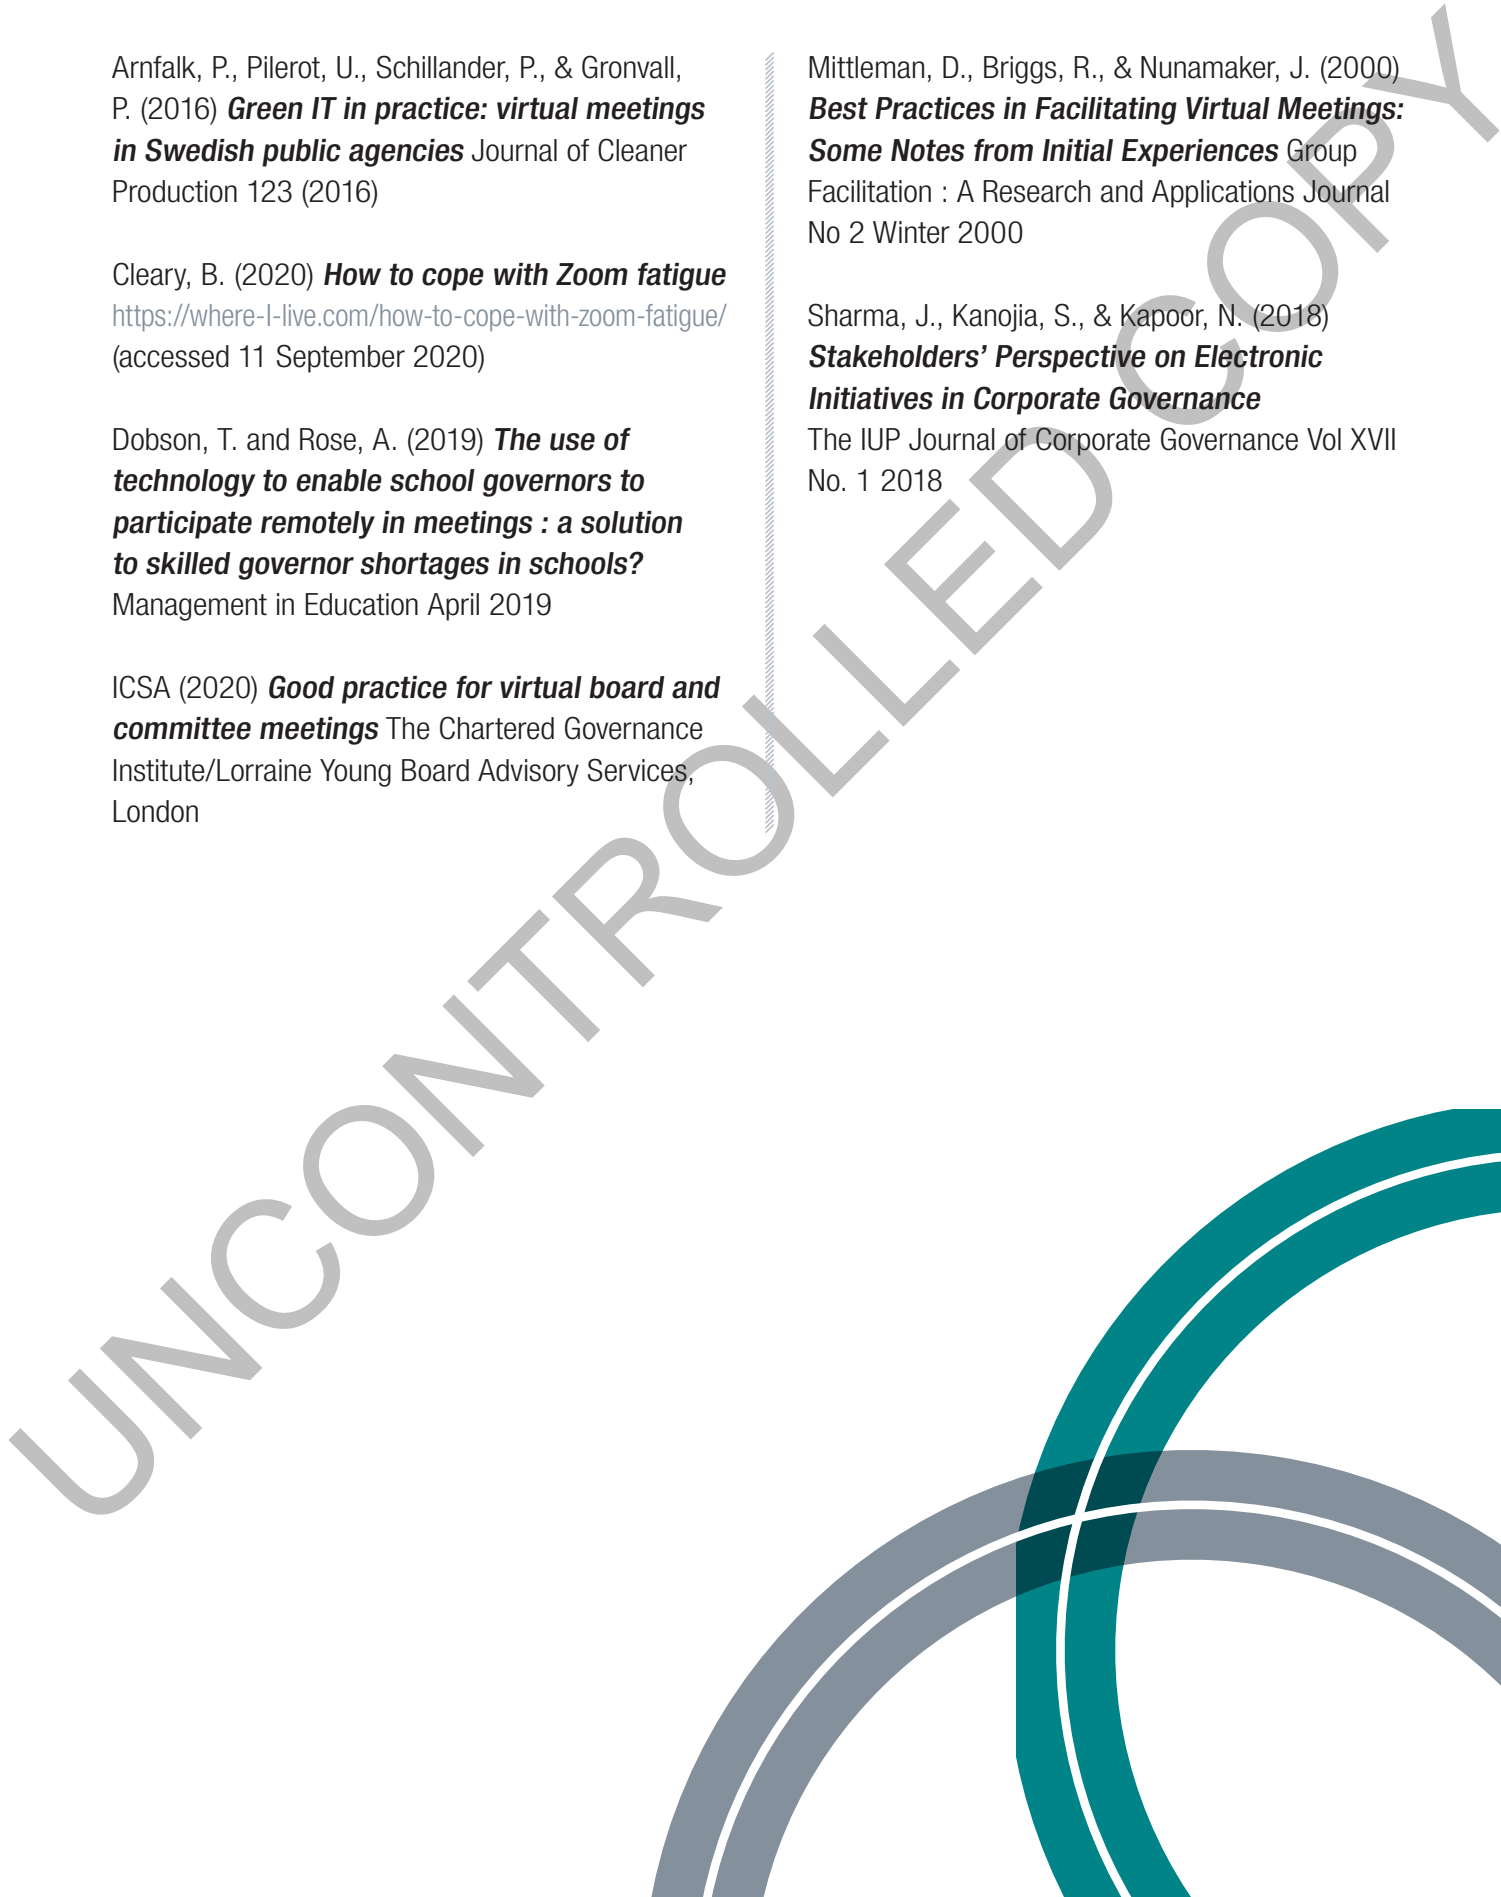 Arnfalk, P., Pilerot, U., Schillander, P., & Gronvall,
P. (2016) Green IT in practice: virtual meetings
in Swedish public agencies Journal of Cleaner
Production 123 (2016)
Cleary, B. (2020) How to cope with Zoom fatigue
https://where-I-live.com/how-to-cope-with-zoom-fatigue/
(accessed 11 September 2020)
Dobson, T. and Rose, A. (2019) The use of
technology to enable school governors to
participate remotely in meetings : a solution
to skilled governor shortages in schools?
Management in Education April 2019
ICSA (2020) Good practice for virtual board and
committee meetings The Chartered Governance
Institute/Lorraine Young Board Advisory Services,
London
Mittleman, D., Briggs, R., & Nunamaker, J. (2000)
Best Practices in Facilitating Virtual Meetings:
Some Notes from Initial Experiences Group
Facilitation : A Research and Applications Journal
No 2 Winter 2000
Sharma, J., Kanojia, S., & Kapoor, N. (2018)
Stakeholders’ Perspective on Electronic
Initiatives in Corporate Governance
The IUP Journal of Corporate Governance Vol XVII
No. 1 2018
UNCONTROLLED COPY